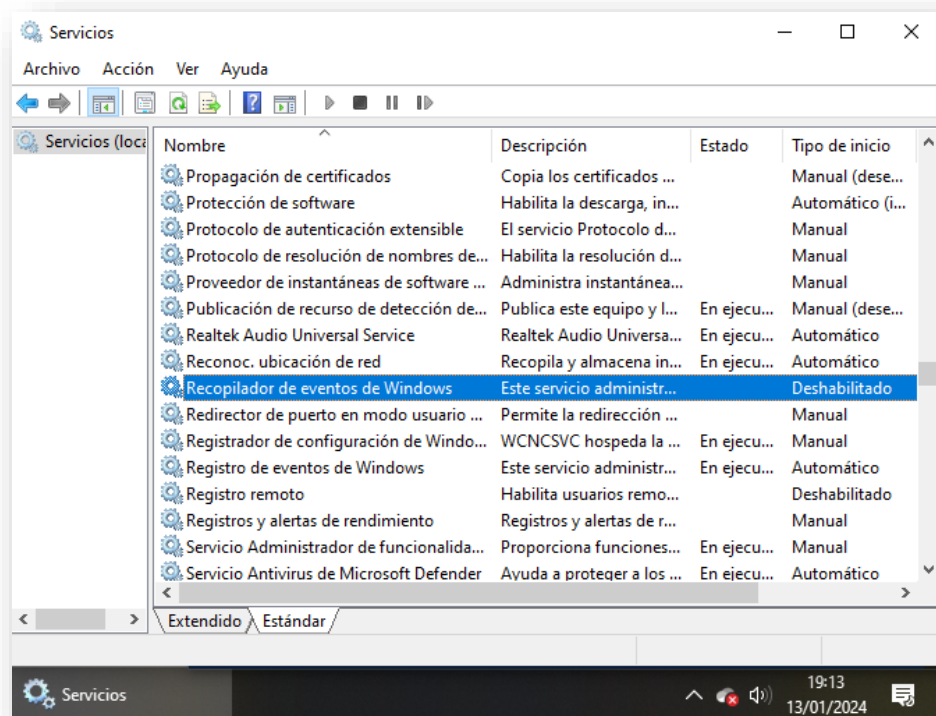 Servicios
Archivo Acción Ver Ayuda
Servicios (loca
Nombre Descripción Estado Tipo de inicio
Propagación de certificados Copia los certificados ... Manual (dese...
Protección de software Habilita la descarga, in... Automático (i...
Protocolo de autenticación extensible El servicio Protocolo d... Manual
Protocolo de resolución de nombres de... Habilita la resolución d... Manual
Proveedor de instantáneas de software ... Administra instantánea... Manual
Publicación de recurso de detección de... Publica este equipo y l... En ejecu... Manual (dese...
Realtek Audio Universal Service Realtek Audio Universa... En ejecu... Automático
Reconoc. ubicación de red Recopila y almacena in... En ejecu... Automático
Recopilador de eventos de Windows Este servicio administr... Deshabilitado
Redirector de puerto en modo usuario ... Permite la redirección ... Manual
Registrador de configuración de Windo... WCNCSVC hospeda la ... En ejecu... Manual
Registro de eventos de Windows Este servicio administr... En ejecu... Automático
Registro remoto Habilita usuarios remo... Deshabilitado
Registros y alertas de rendimiento Registros y alertas de r... Manual
Servicio Administrador de funcionalida... Proporciona funciones... En ejecu... Manual
Servicio Antivirus de Microsoft Defender Ayuda a proteger a los ... En ejecu... Automático
Extendido Estándar
Servicios
19:13
13/01/2024